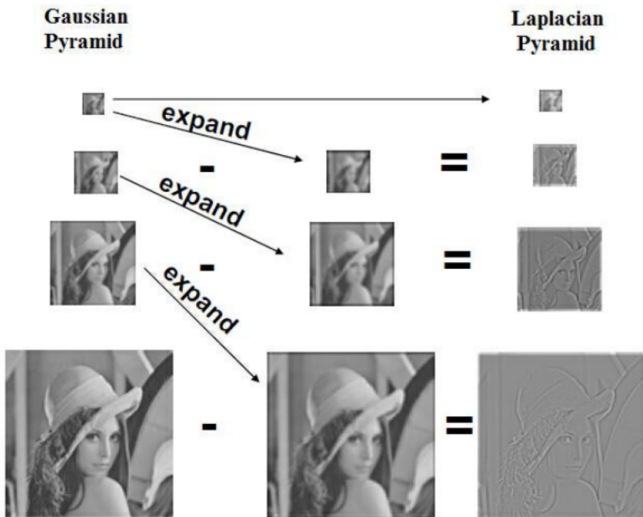 Gaussian
Pyramid
Laplacian
Pyramid
expand
- =
expand
- =
expand
- =